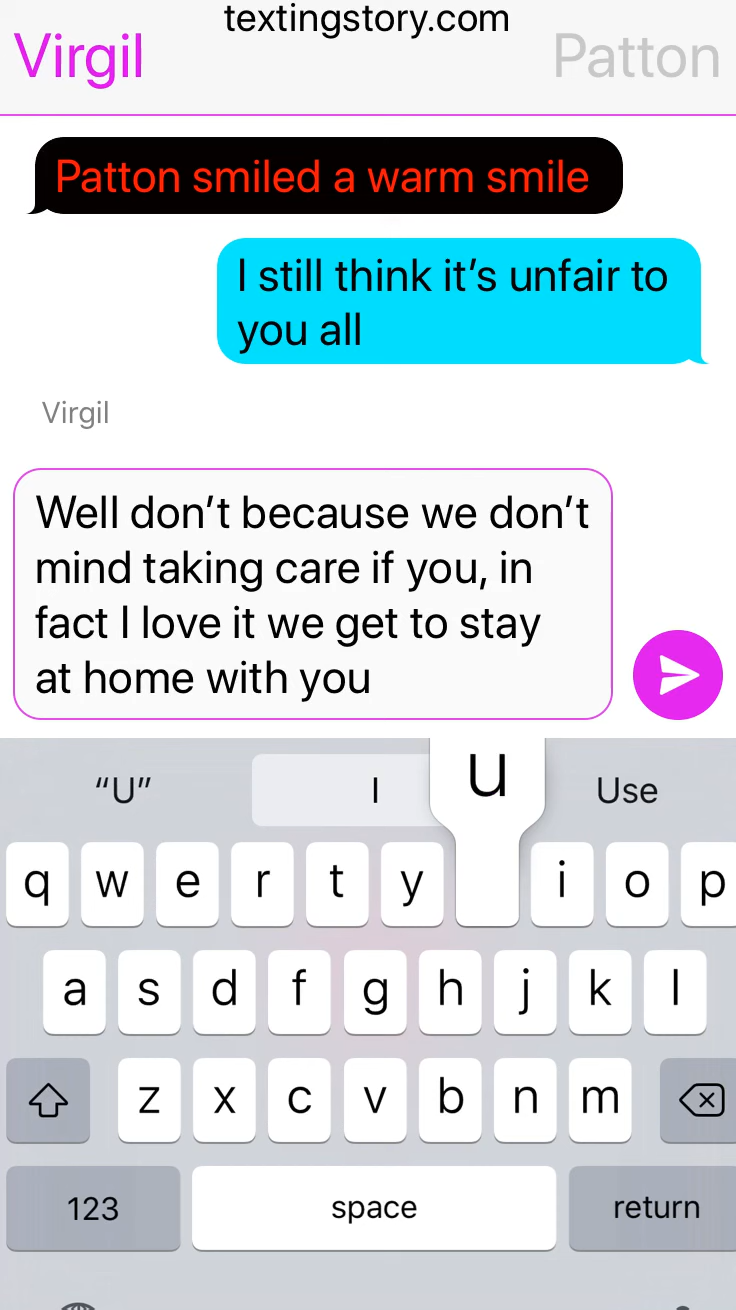 textingstory.com
Virgil
Patton
Patton smiled a warm smile
I still think it’s unfair to
you all
Virgil
Well don’t because we don’t
mind taking care if you, in
fact I love it we get to stay
at home with you
“U” I u Use
q w e r t y i o p
a s d f g h j k l
z x c v b n m
123 space return